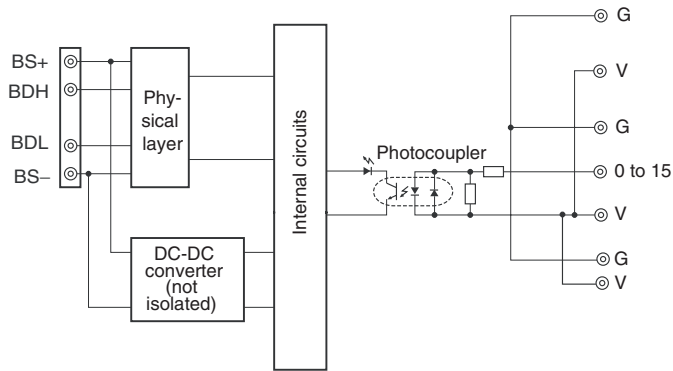 BS+
BDH
BDL
BS–
Phy-
sical
layer
DC-DC
converter
(not
isolated)
Internal circuits
Photocoupler
G
V
G
0 to 15
V
G
V